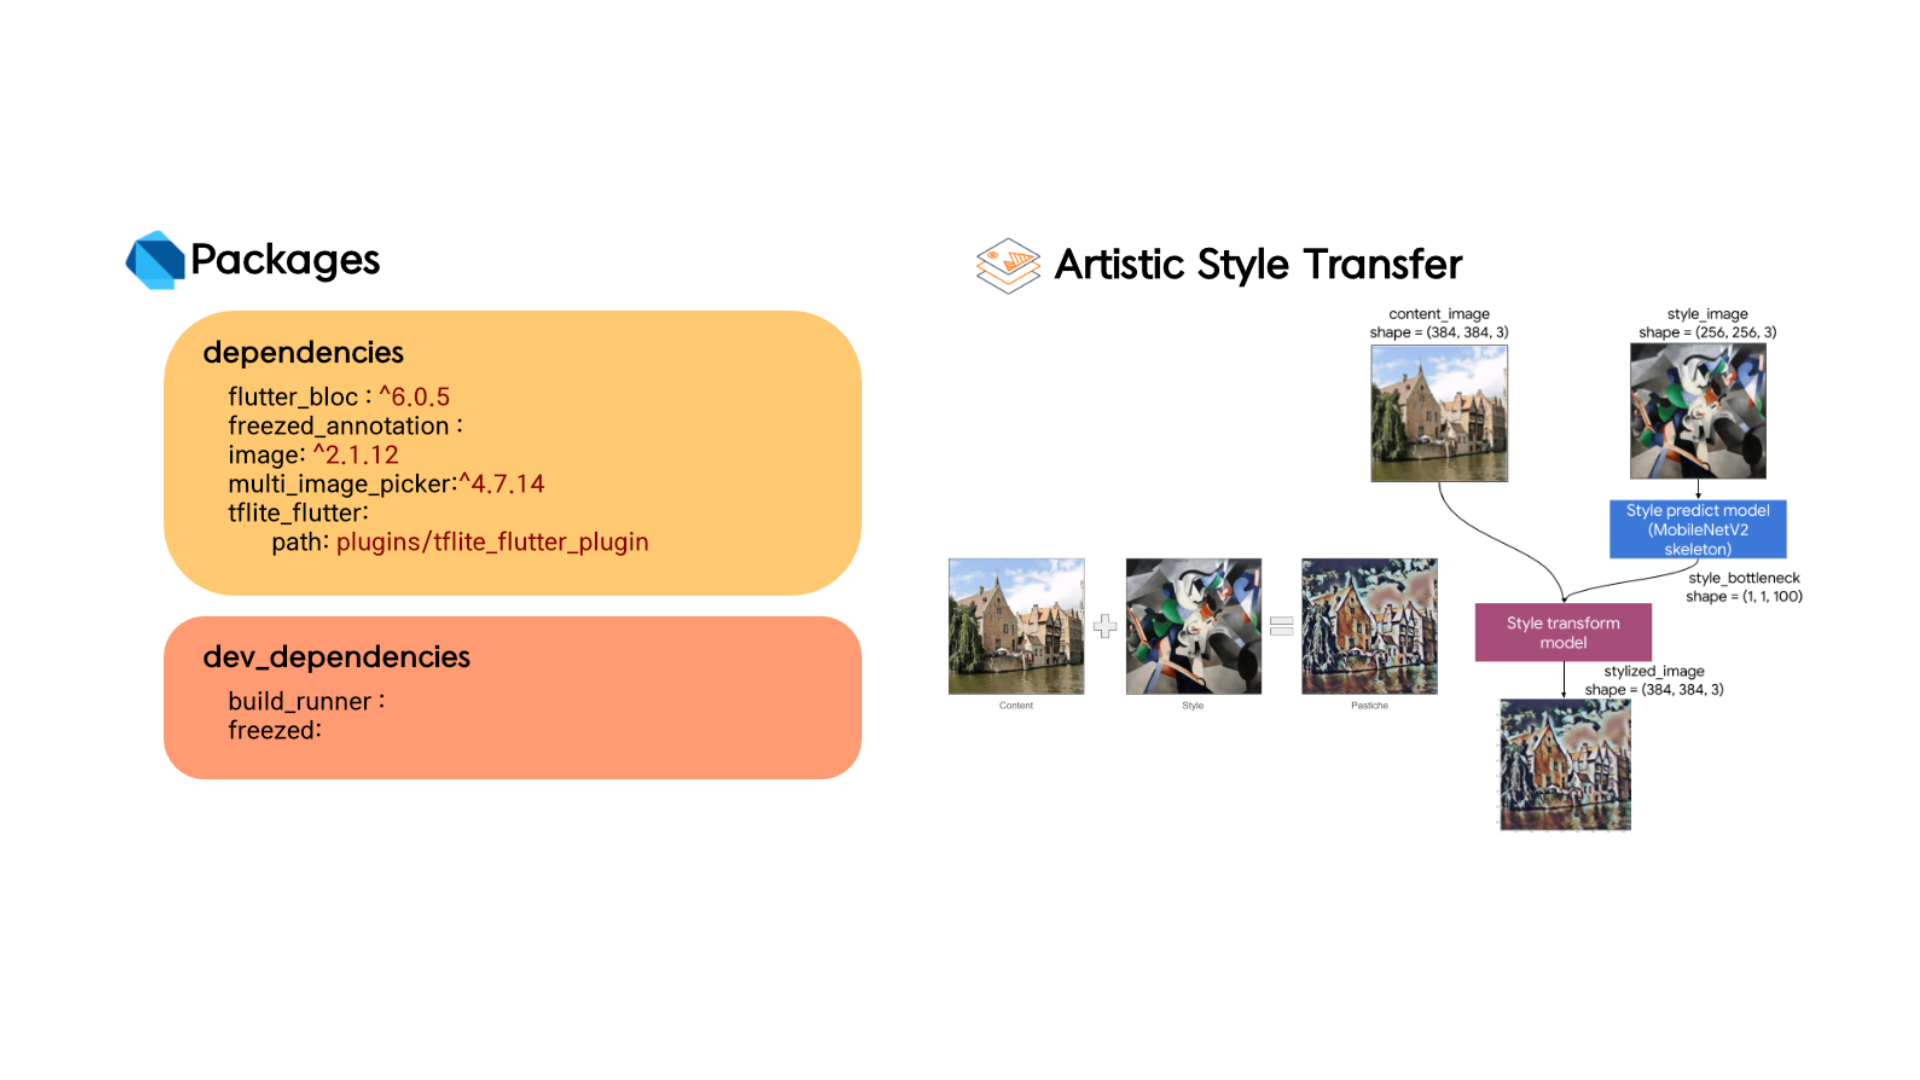 Packages
dependencies
flutter_bloc : ^6.0.5
freezed_annotation :
image: ^2.1.12
multi_image_picker:^4.7.14
tflite_flutter:
path: plugins/tflite_flutter_plugin
dev_dependencies
build_runner :
freezed:
Artistic Style Transfer
content_image
shape = (384, 384, 3)
style_image
shape = (256, 256, 3)
Style predict model
(MobileNetV2
skeleton)
style_bottleneck
shape = (1, 1, 100)
Style transform
model
stylized_image
shape = (384, 384, 3)
Content
Style
Pastiche